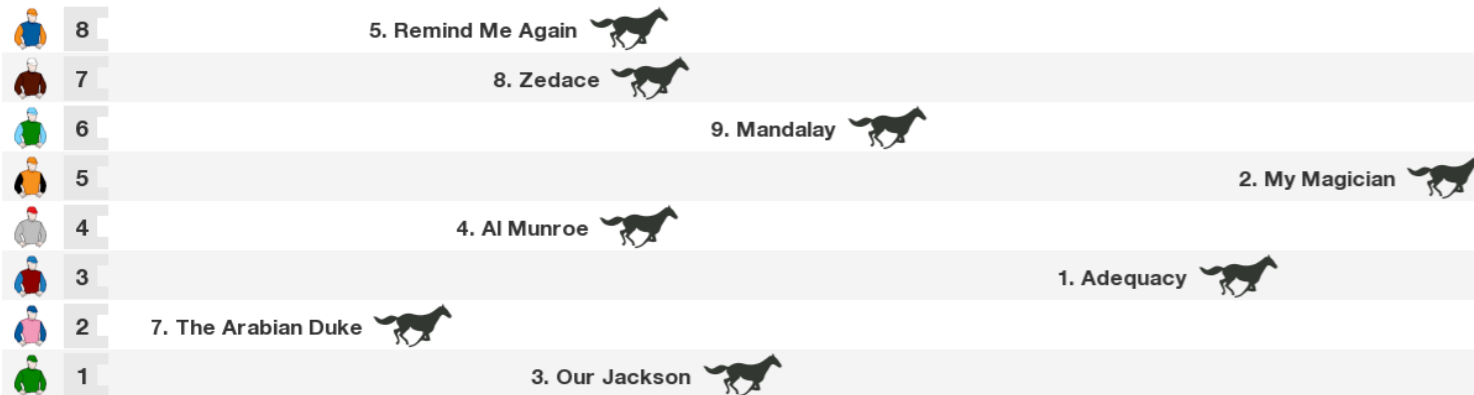 8 5. Remind Me Again
7 8. Zedace
6 9. Mandalay
5 2. My Magician
4 4. Al Munroe
3 1. Adequacy
2 7. The Arabian Duke
1 3. Our Jackson